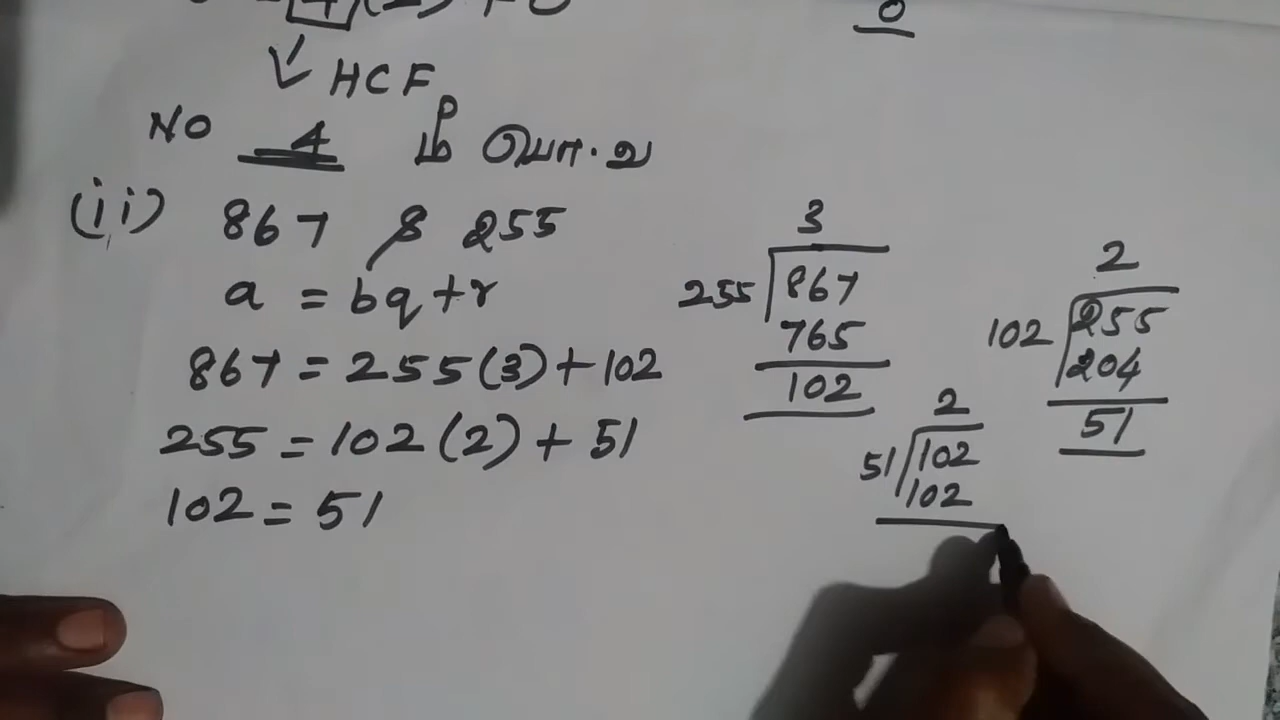 HCF
NO 4 மீ பொ.வ
(ii) 867 & 255
a = bq+r
867 = 255(3)+102
255 = 102(2)+51
102 = 51
0
3
255 867
765
102
2
102 255
204
51
2
51 102
102